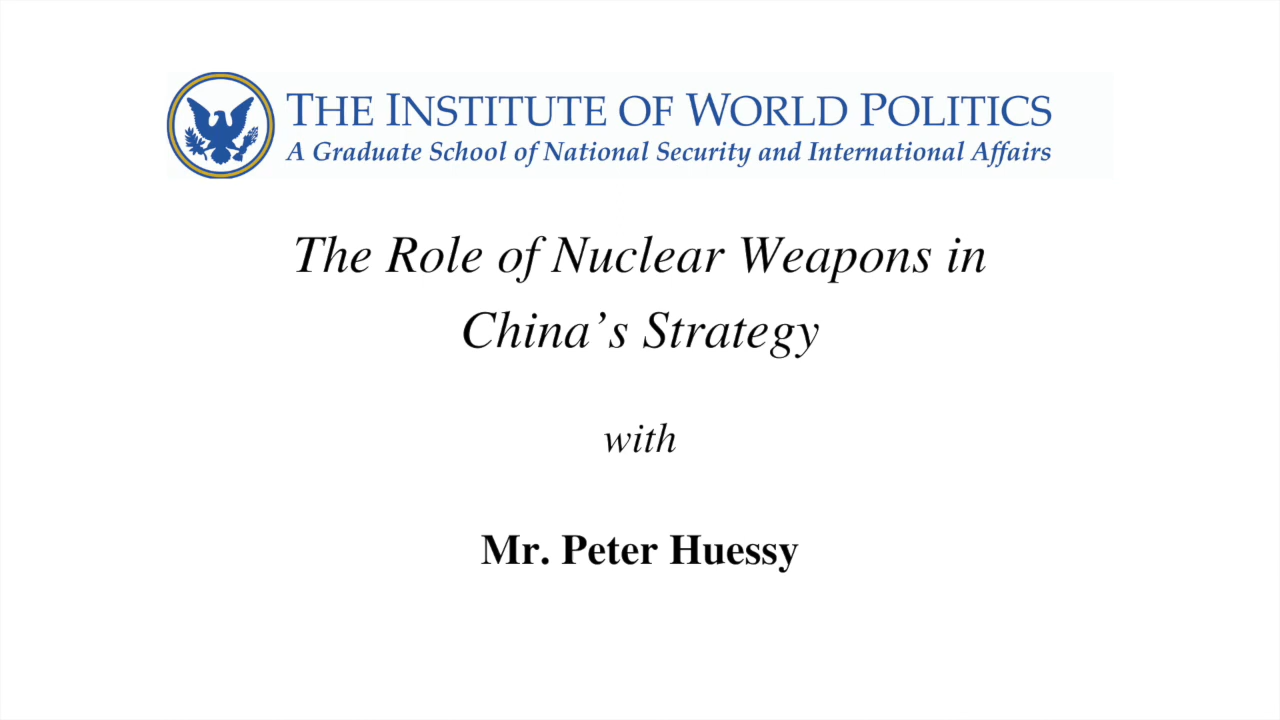 THE INSTITUTE OF WORLD POLITICS
A Graduate School of National Security and International Affairs
The Role of Nuclear Weapons in
China’s Strategy
with
Mr. Peter Huessy